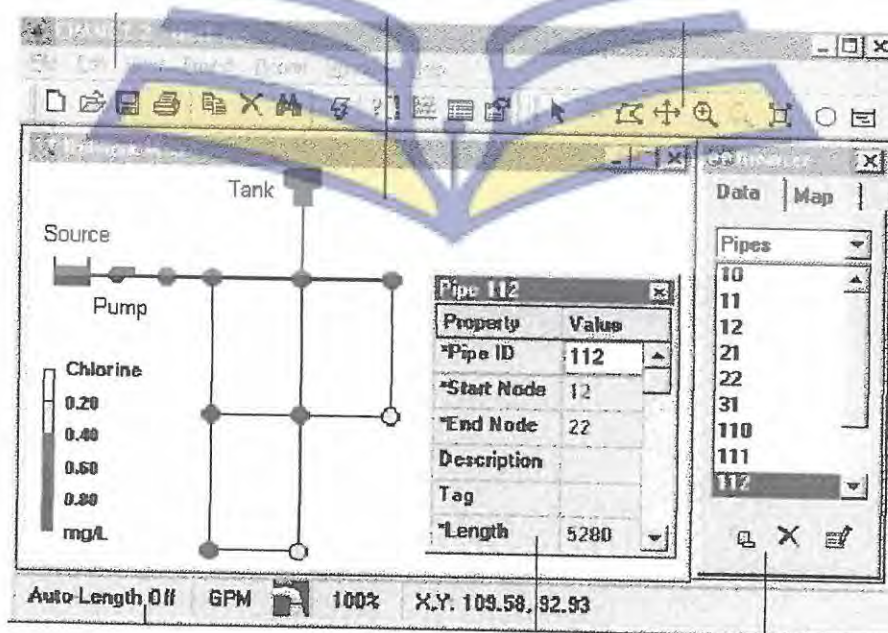 Data Map
Tank
Source
Pump
Pipes
10
11
12
21
22
31
110
111
112
Pipe 112
Property Value
*Pipe ID 112
*Start Node 12
*End Node 22
Description
Tag
*Length 5280
Chlorine
0.20
0.40
0.60
0.80
mg/L
Auto-Length Off GPM 100% X,Y: 109.58, 92.93